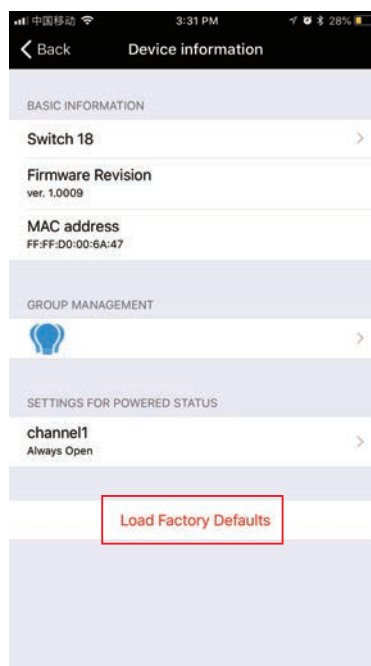 中国移动 3:31 PM 28%
Back Device information
BASIC INFORMATION
Switch 18
Firmware Revision
ver. 1.0009
MAC address
FF:FF:D0:00:6A:47
GROUP MANAGEMENT
SETTINGS FOR POWERED STATUS
channel1
Always Open
Load Factory Defaults